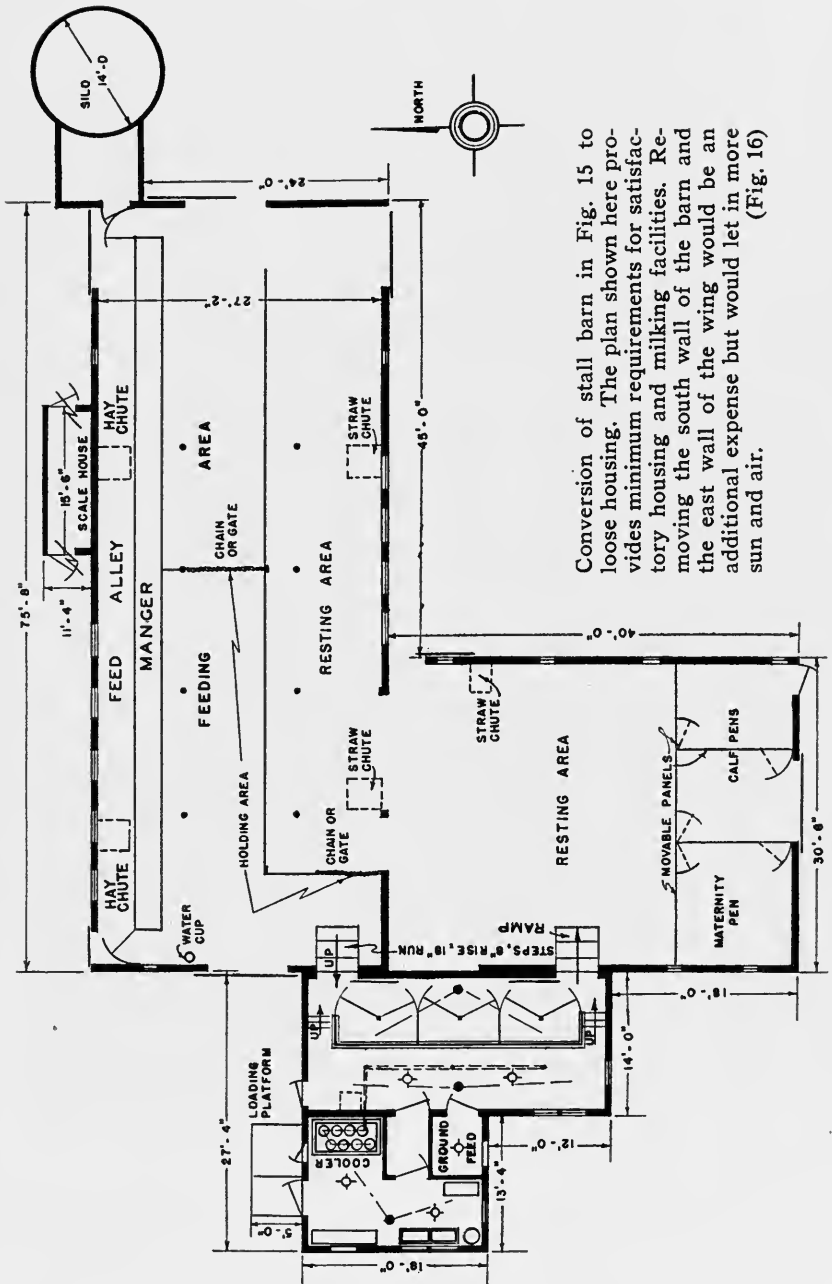 75'-8"
SILO
14'-D
11'-4"
15'-6"
SCALE HOUSE
HAY
CHUTE
HAY
CHUTE
FEED ALLEY
MANGER
24'-0"
27'-2"
WATER
CUP
FEEDING
AREA
CHAIN
OR GATE
HOLDING AREA
RESTING AREA
STRAW
CHUTE
STRAW
CHUTE
CHAIN OR
GATE
NORTH
45'-0"
27'-4"
LOADING
PLATFORM
5'-0"
18'-0"
COOLER
GROUND
FEED
UP
UP
UP
STEPS, 8" RISE, 18" RUN
RAMP
13'-4"
12'-0"
14'-0"
18'-0"
STRAW
CHUTE
RESTING AREA
40'-0"
MOVABLE PANELS
MATERNITY
PEN
CALF PENS
30'-6"
Conversion of stall barn in Fig. 15 to
loose housing. The plan shown here pro-
vides minimum requirements for satisfac-
tory housing and milking facilities. Re-
moving the south wall of the barn and
the east wall of the wing would be an
additional expense but would let in more
sun and air.
(Fig. 16)